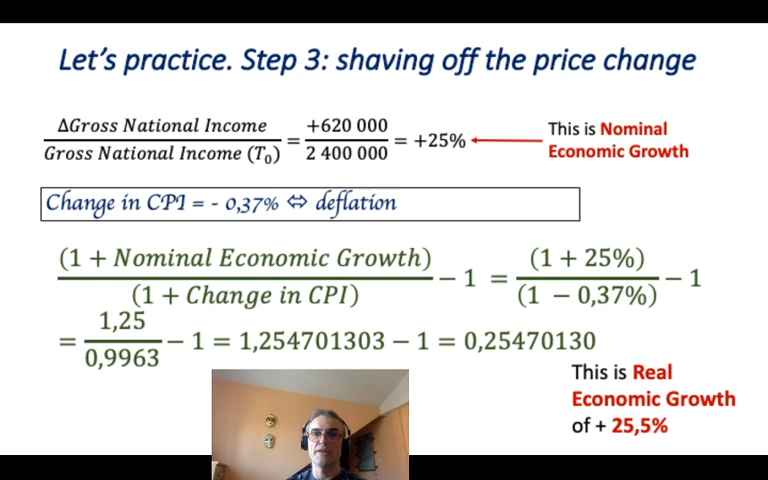 Let's practice. Step 3: shaving off the price change
ΔGross National Income / Gross National Income (T₀) = +620 000 / 2 400 000 = +25%
This is Nominal
Economic Growth
Change in CPI = - 0,37% ⇔ deflation
(1 + Nominal Economic Growth) / (1 + Change in CPI) − 1 = (1 + 25%) / (1 − 0,37%) − 1
= 1,25 / 0,9963 − 1 = 1,254701303 − 1 = 0,25470130
This is Real
Economic Growth
of + 25,5%